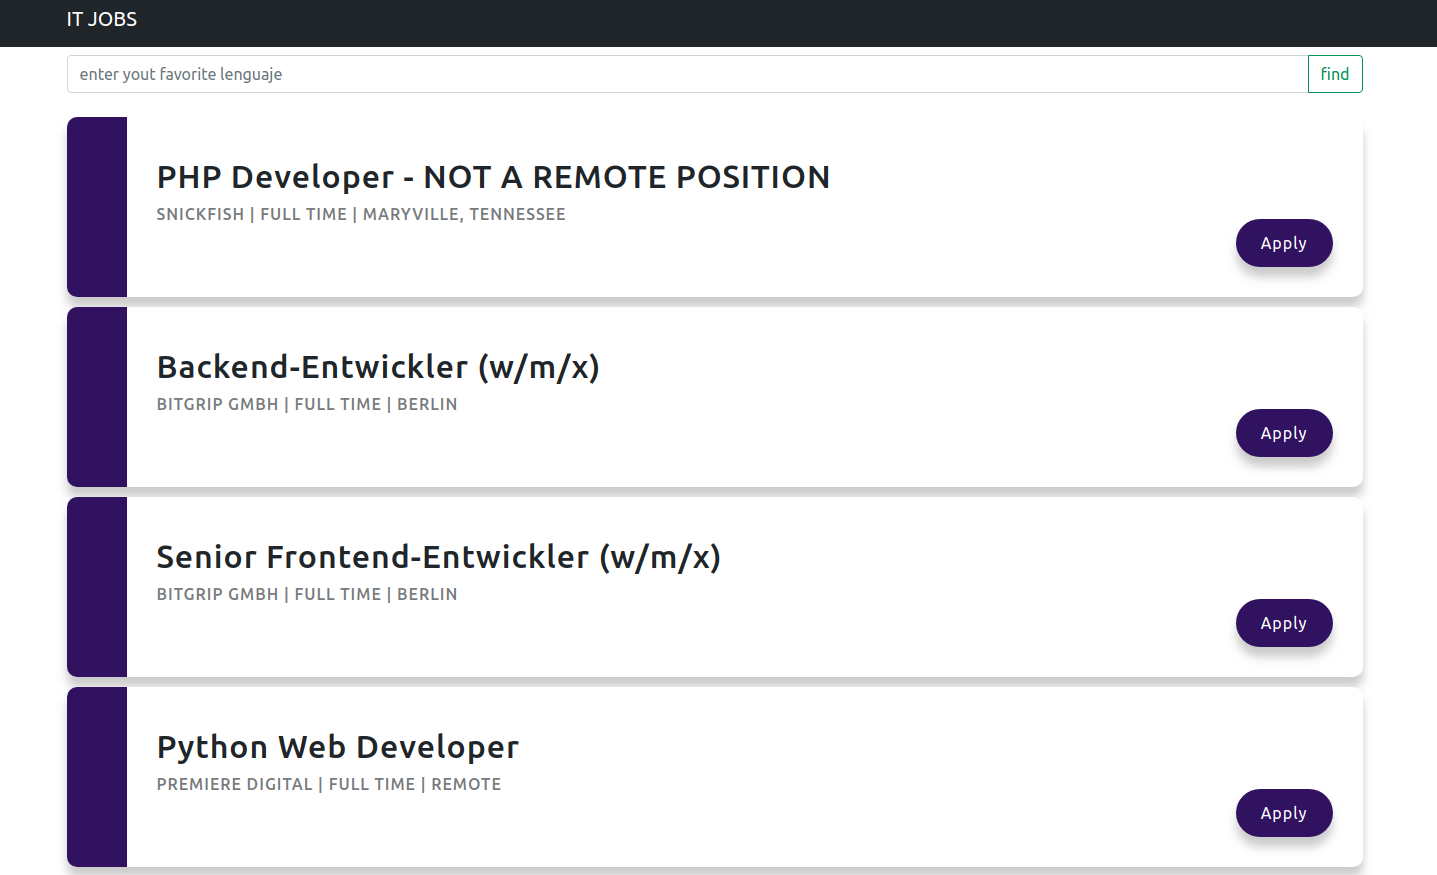 IT JOBS
enter yout favorite lenguaje
find
PHP Developer - NOT A REMOTE POSITION
SNICKFISH | FULL TIME | MARYVILLE, TENNESSEE
Apply
Backend-Entwickler (w/m/x)
BITGRIP GMBH | FULL TIME | BERLIN
Apply
Senior Frontend-Entwickler (w/m/x)
BITGRIP GMBH | FULL TIME | BERLIN
Apply
Python Web Developer
PREMIERE DIGITAL | FULL TIME | REMOTE
Apply